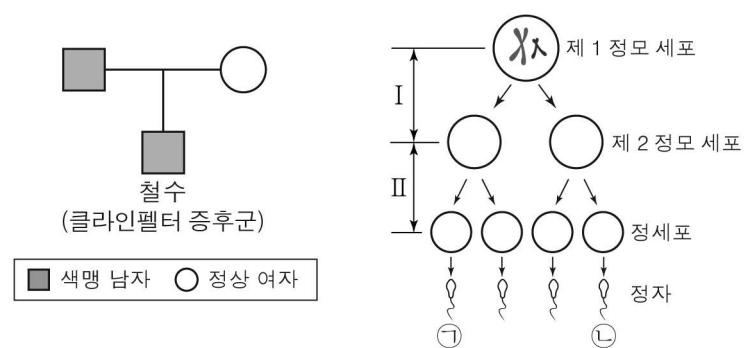 철수
(클라인펠터 증후군)
색맹 남자
정상 여자
제 1 정모 세포
Ⅰ
제 2 정모 세포
Ⅱ
정세포
정자
㉠
㉡